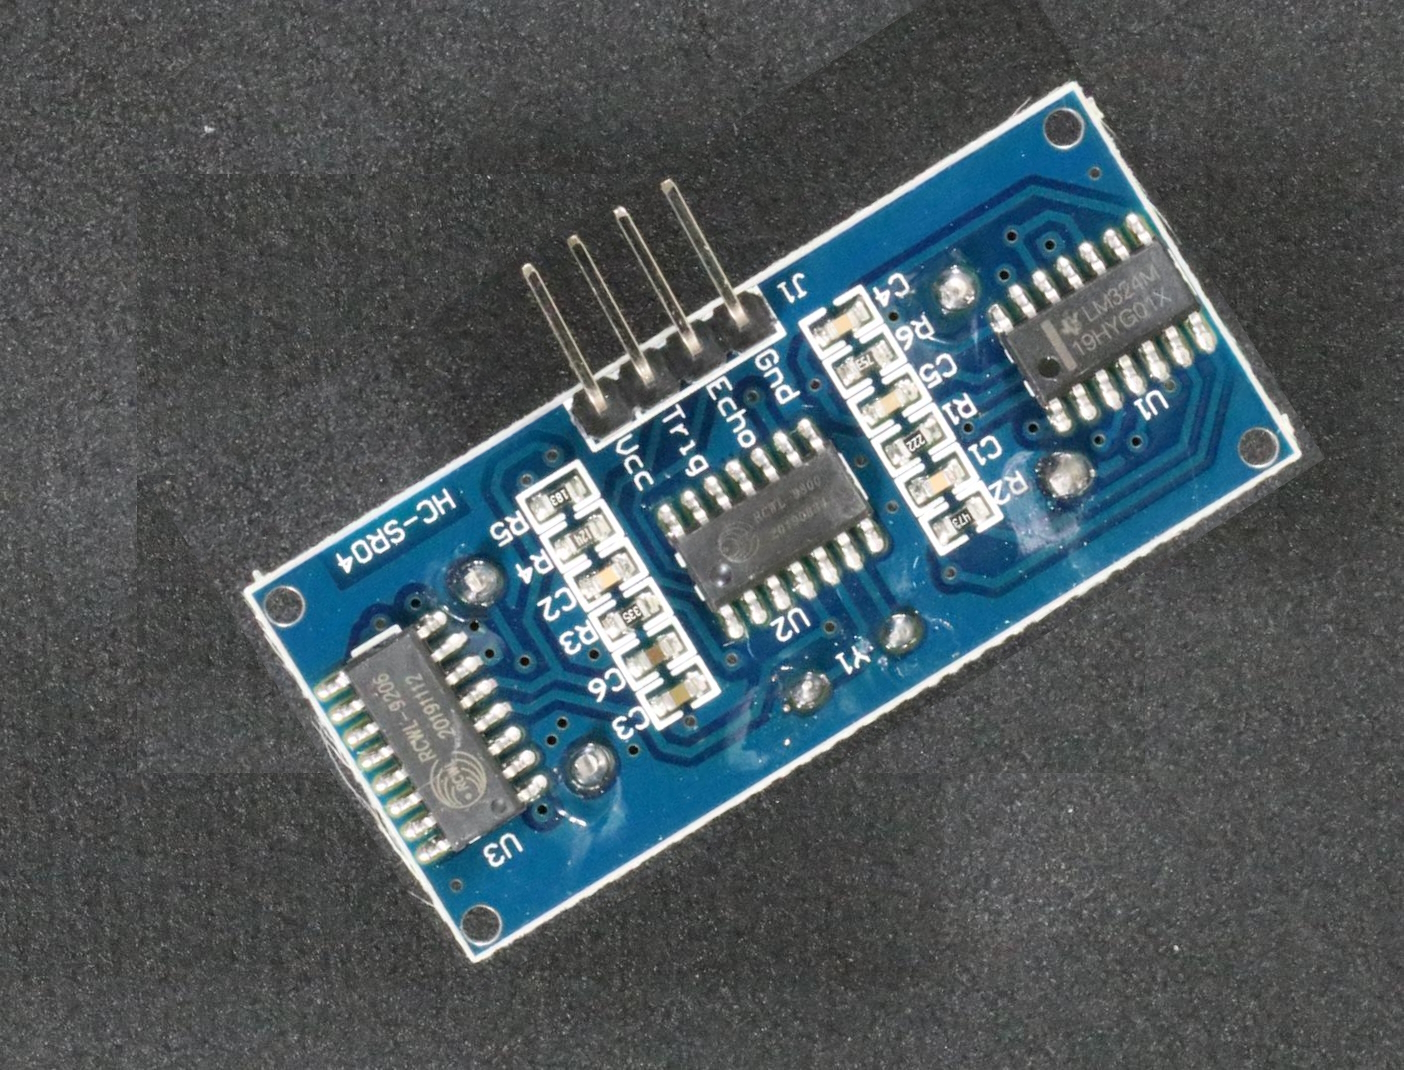 J1
Gnd
Echo
Trig
Vcc
HC-SR04
C4
R6
C5
R1
C1
R2
753
222
473
R5
R4
C2
R3
C6
C3
183
124
335
LM324M
19HYG01X
U1
U2
Y1
RCWL-9206
20191112
RCWL
U3